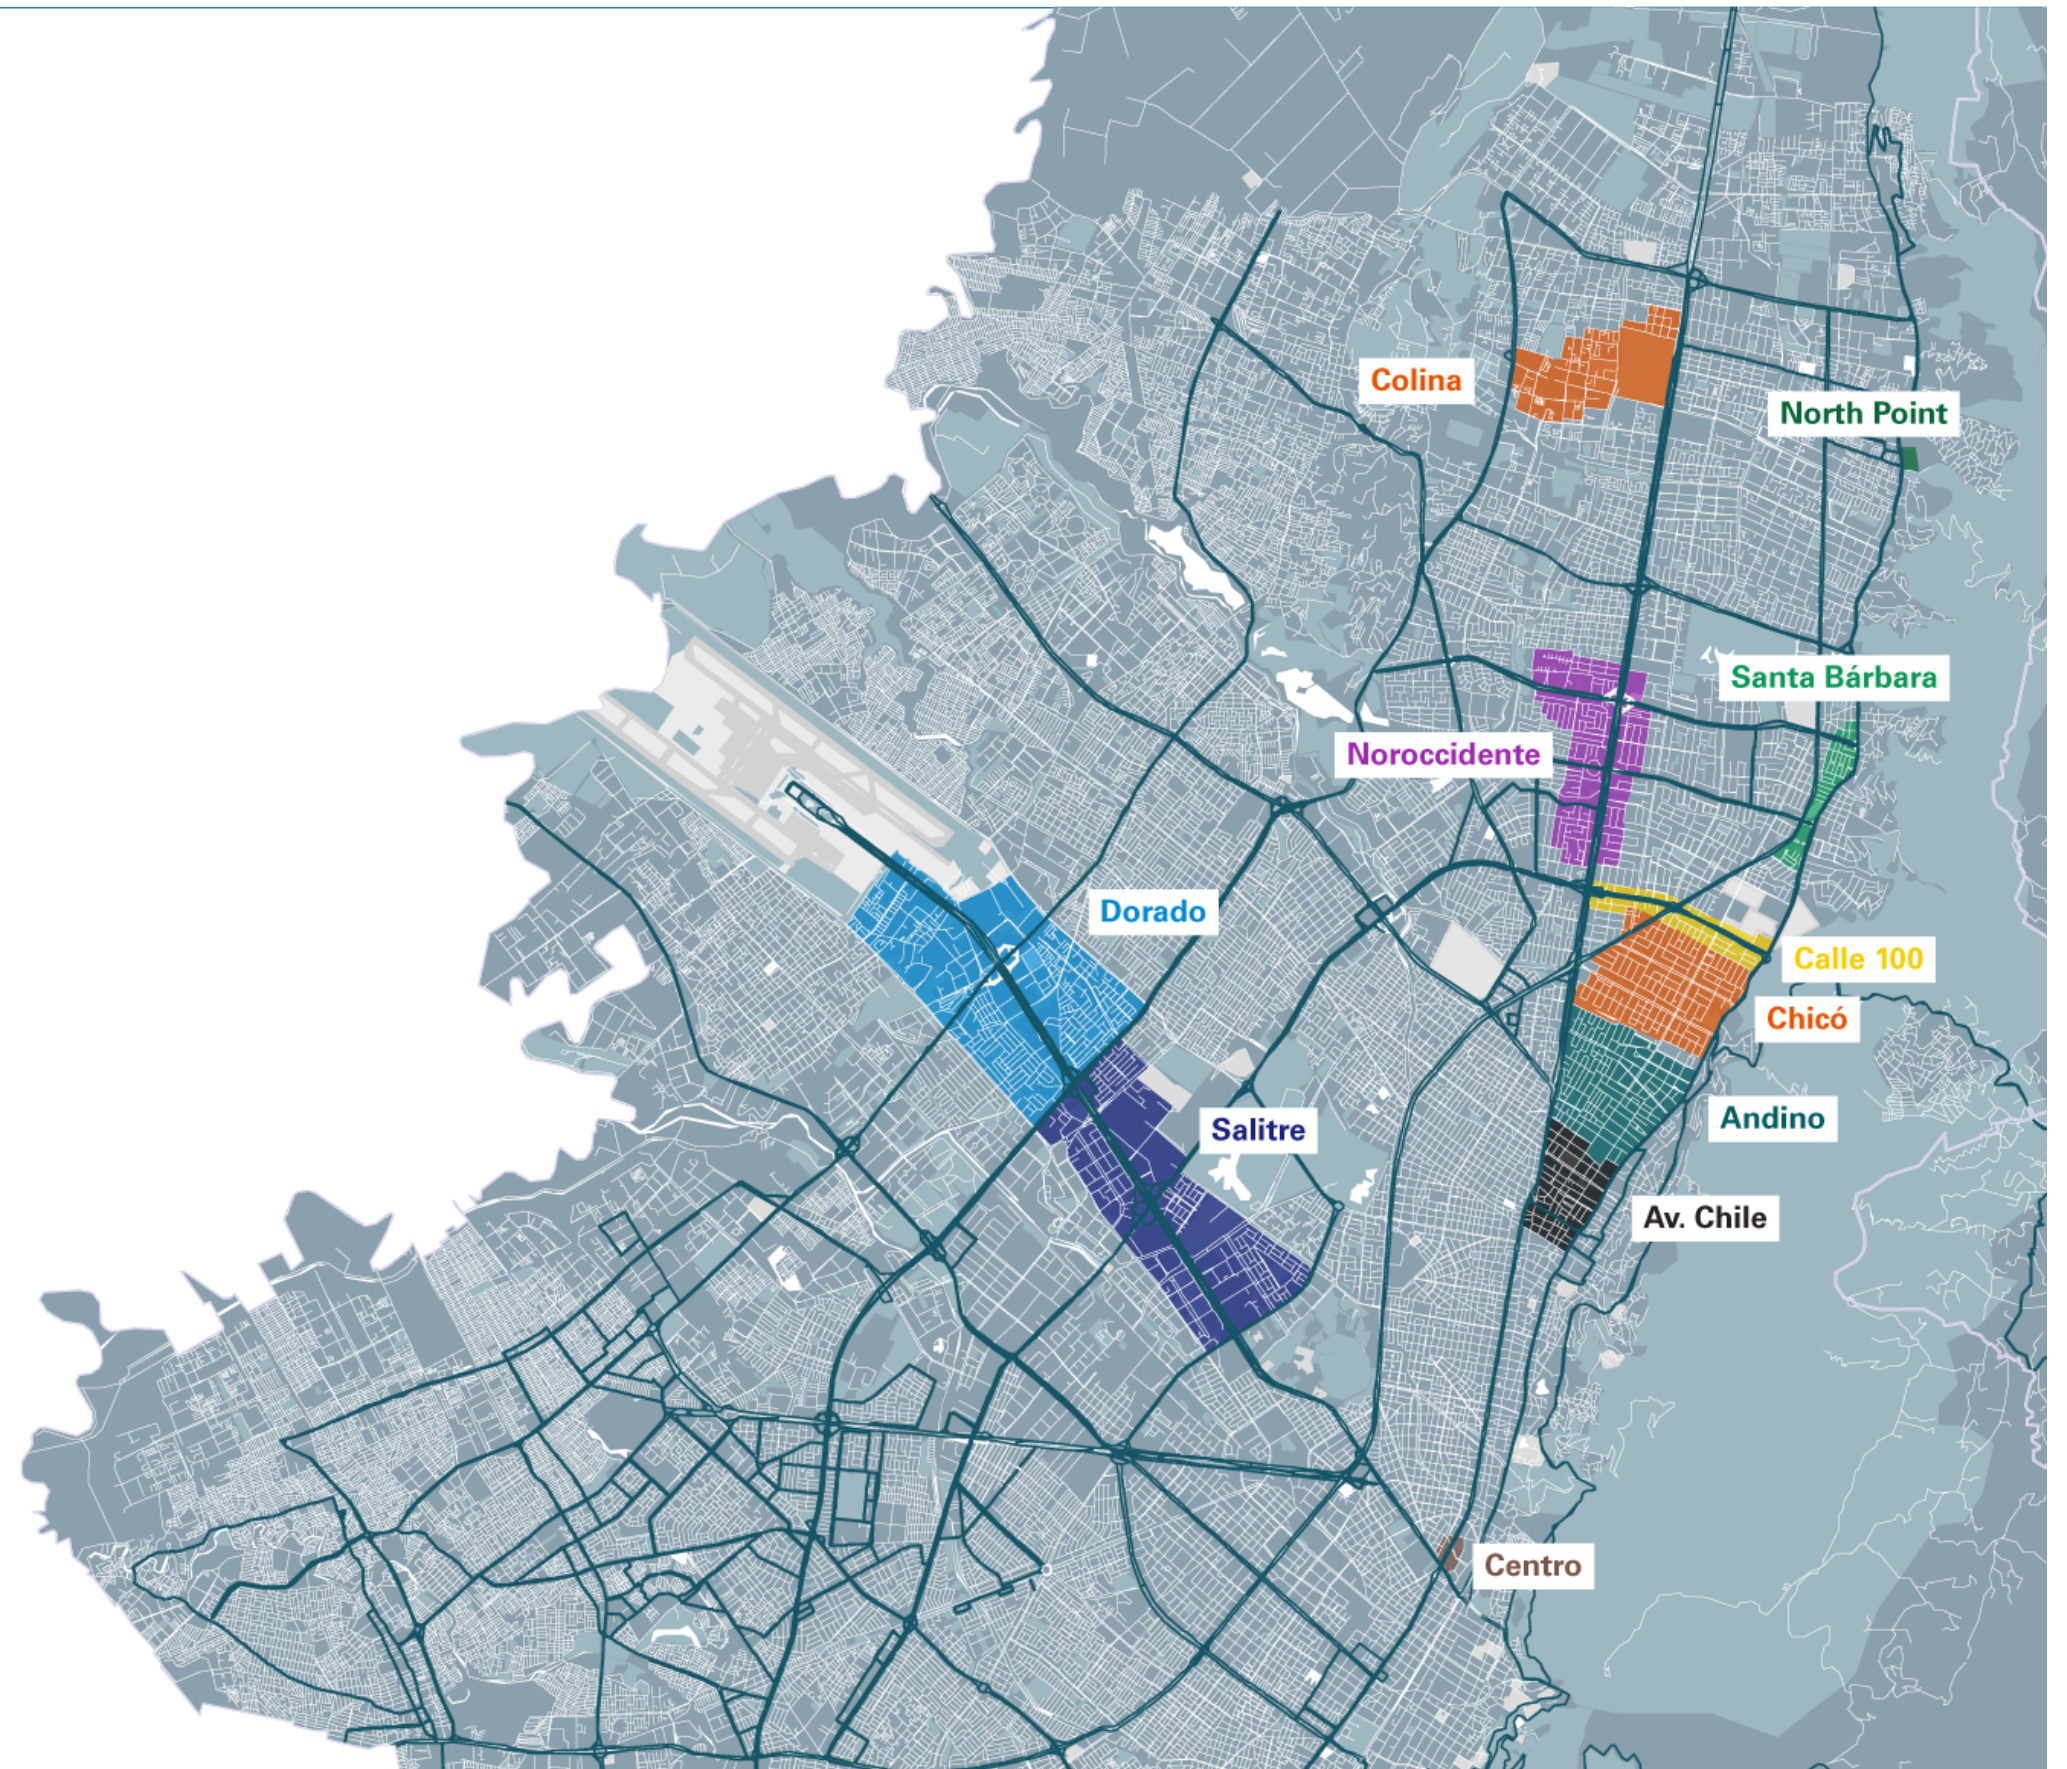 Colina
North Point
Santa Bárbara
Noroccidente
Dorado
Calle 100
Chicó
Andino
Salitre
Av. Chile
Centro